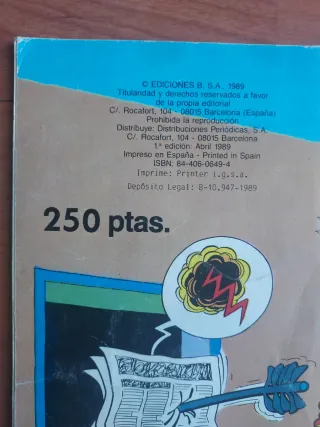 © EDICIONES B. S.A. 1989
Titularidad y derechos reservados a favor
de la propia editorial
C/. Rocafort, 104 - 08015 Barcelona (España)
Prohibida la reproducción
Distribuye: Distribuciones Periódicas, S.A.
C/. Rocafort, 104 - 08015 Barcelona
1.ª edición: Abril 1989
Impreso en España - Printed in Spain
ISBN: 84-406-0649-4
Imprime: Printer i.g.s.a.
Depósito Legal: B-10.947-1989
250 ptas.